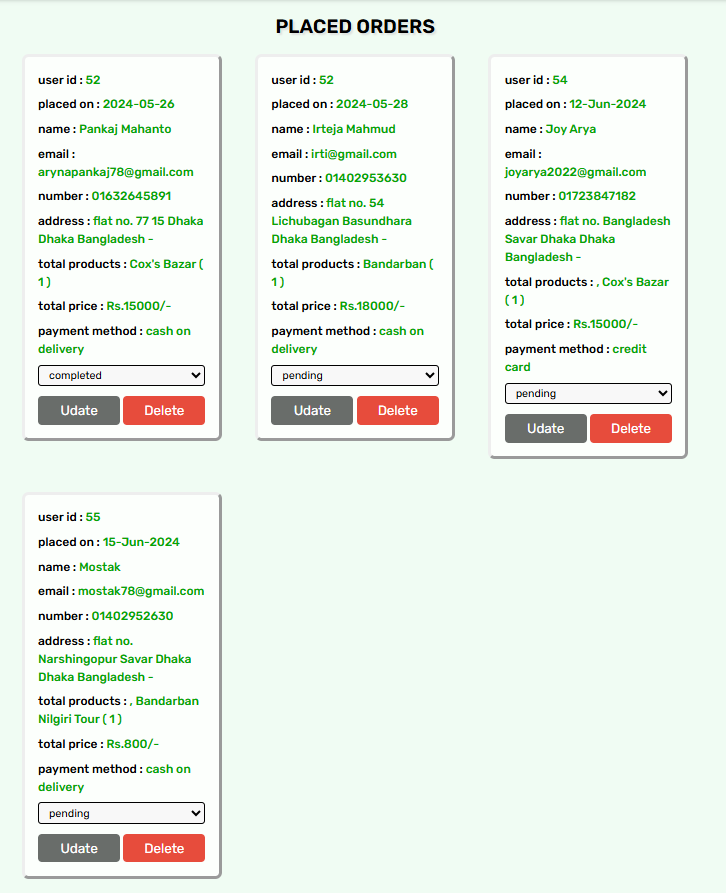 PLACED ORDERS
user id : 52
placed on : 2024-05-26
name : Pankaj Mahanto
email :
arynapankaj78@gmail.com
number : 01632645891
address : flat no. 77 15 Dhaka
Dhaka Bangladesh -
total products : Cox's Bazar (
1 )
total price : Rs.15000/-
payment method : cash on
delivery
completed
Udate
Delete
user id : 52
placed on : 2024-05-28
name : Irteja Mahmud
email : irti@gmail.com
number : 01402953630
address : flat no. 54
Lichubagan Basundhara
Dhaka Bangladesh -
total products : Bandarban (
1 )
total price : Rs.18000/-
payment method : cash on
delivery
pending
Udate
Delete
user id : 54
placed on : 12-Jun-2024
name : Joy Arya
email :
joyarya2022@gmail.com
number : 01723847182
address : flat no. Bangladesh
Savar Dhaka Dhaka
Bangladesh -
total products : , Cox's Bazar
( 1 )
total price : Rs.15000/-
payment method : credit
card
pending
Udate
Delete
user id : 55
placed on : 15-Jun-2024
name : Mostak
email : mostak78@gmail.com
number : 01402952630
address : flat no.
Narshingopur Savar Dhaka
Dhaka Bangladesh -
total products : , Bandarban
Nilgiri Tour ( 1 )
total price : Rs.800/-
payment method : cash on
delivery
pending
Udate
Delete